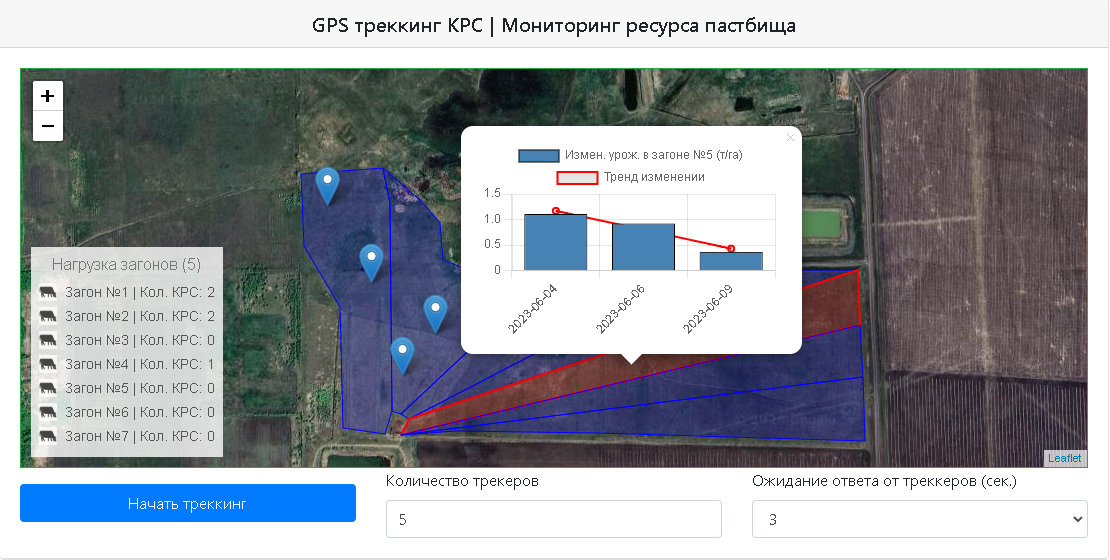 GPS треккинг КРС | Мониторинг ресурса пастбища
+
−
×
Измен. урож. в загоне №5 (т/га)
Тренд изменении
1.5
1.0
0.5
0
2023-06-04
2023-06-06
2023-06-09
Нагрузка загонов (5)
Загон №1 | Кол. КРС: 2
Загон №2 | Кол. КРС: 2
Загон №3 | Кол. КРС: 0
Загон №4 | Кол. КРС: 1
Загон №5 | Кол. КРС: 0
Загон №6 | Кол. КРС: 0
Загон №7 | Кол. КРС: 0
Leaflet
Начать треккинг
Количество трекеров
5
Ожидание ответа от треккеров (сек.)
3